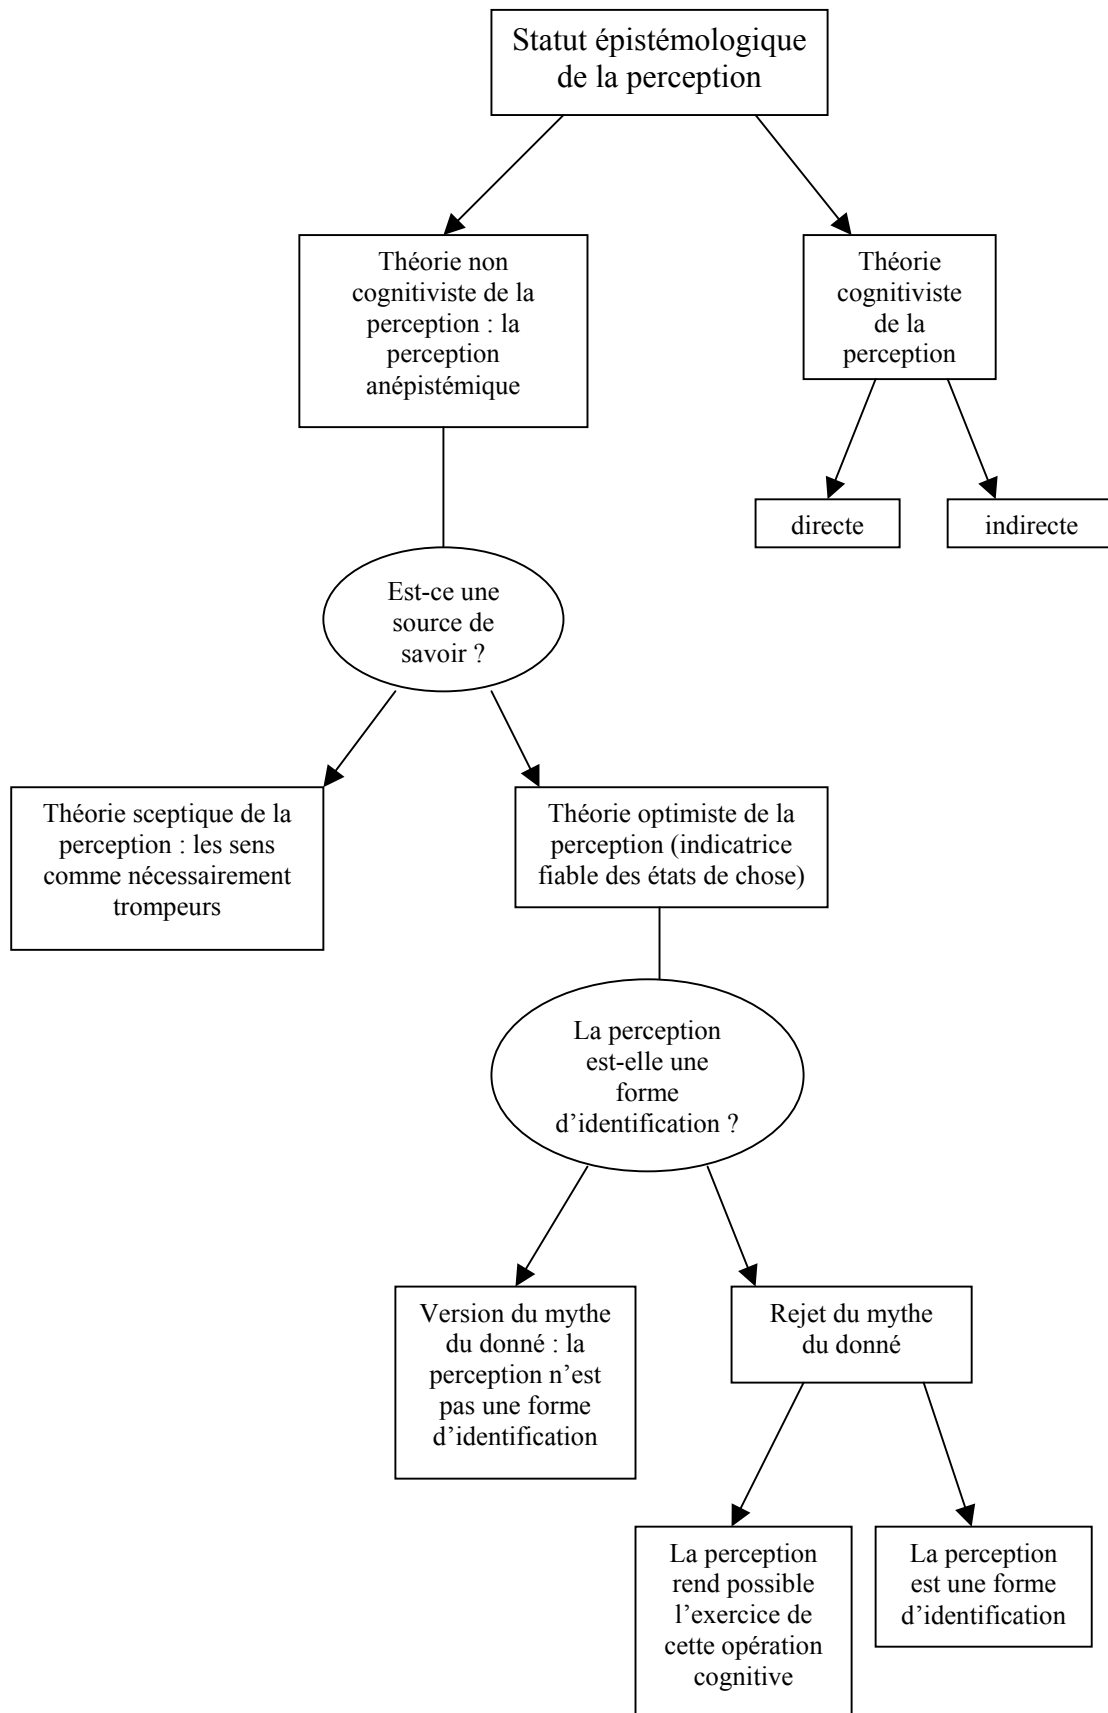 Statut épistémologique
de la perception
Théorie non
cognitiviste de la
perception : la
perception
anépistémique
Théorie
cognitiviste
de la
perception
directe
indirecte
Est-ce une
source de
savoir ?
Théorie sceptique de la
perception : les sens
comme nécessairement
trompeurs
Théorie optimiste de la
perception (indicatrice
fiable des états de chose)
La perception
est-elle une
forme
d’identification ?
Version du mythe
du donné : la
perception n’est
pas une forme
d’identification
Rejet du mythe
du donné
La perception
rend possible
l’exercice de
cette opération
cognitive
La perception
est une forme
d’identification